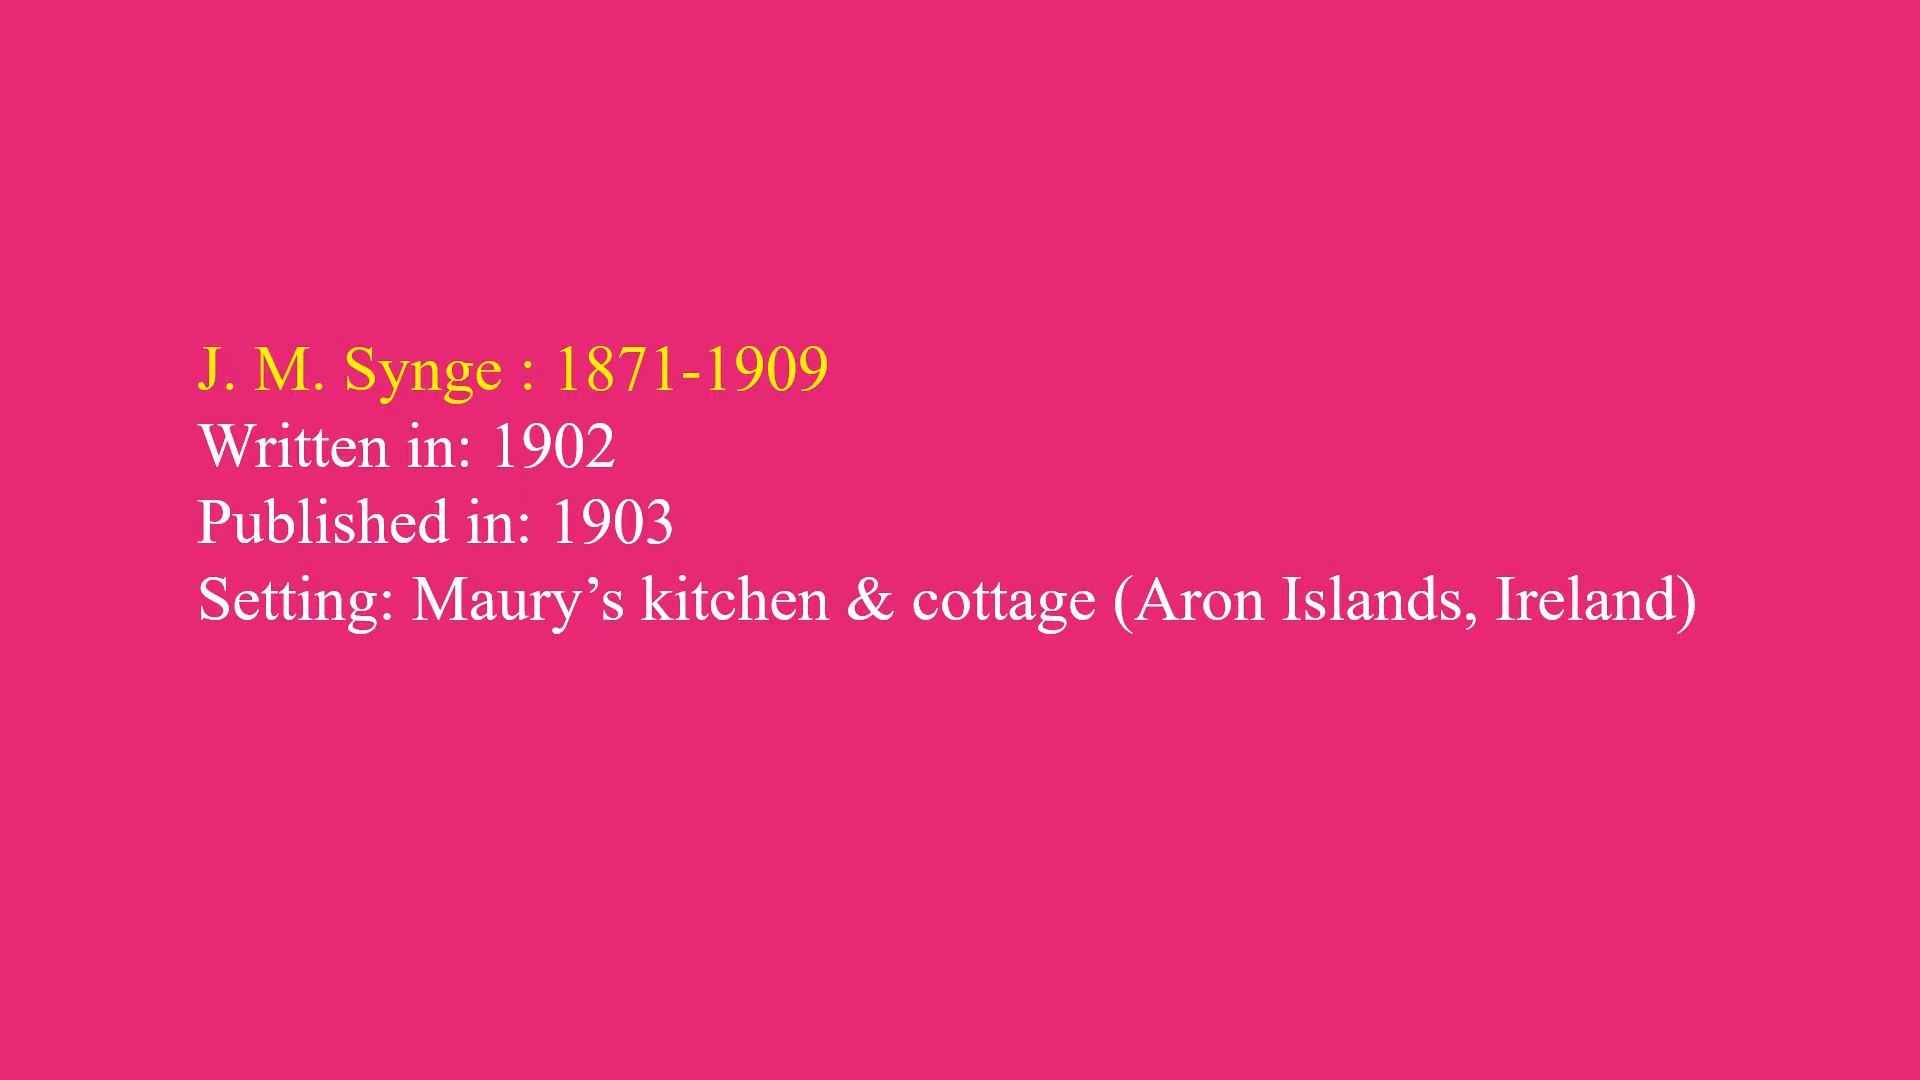 J. M. Synge : 1871-1909
Written in: 1902
Published in: 1903
Setting: Maury’s kitchen & cottage (Aron Islands, Ireland)